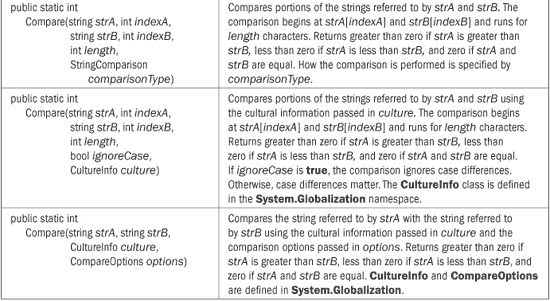 public static int
Compare(string strA, int indexA,
string strB, int indexB,
int length,
StringComparison
comparisonType)
Compares portions of the strings referred to by strA and strB. The
comparison begins at strA[indexA] and strB[indexB] and runs for
length characters. Returns greater than zero if strA is greater than
strB, less than zero if strA is less than strB, and zero if strA and
strB are equal. How the comparison is performed is specified by
comparisonType.
public static int
Compare(string strA, int indexA,
string strB, int indexB,
int length,
bool ignoreCase,
CultureInfo culture)
Compares portions of the strings referred to by strA and strB using
the cultural information passed in culture. The comparison begins
at strA[indexA] and strB[indexB] and runs for length characters.
Returns greater than zero if strA is greater than strB, less than
zero if strA is less than strB, and zero if strA and strB are equal.
If ignoreCase is true, the comparison ignores case differences.
Otherwise, case differences matter. The CultureInfo class is defined
in the System.Globalization namespace.
public static int
Compare(string strA, string strB,
CultureInfo culture,
CompareOptions options)
Compares the string referred to by strA with the string referred to
by strB using the cultural information passed in culture and the
comparison options passed in options. Returns greater than zero if
strA is greater than strB, less than zero if strA is less than strB, and
zero if strA and strB are equal. CultureInfo and CompareOptions
are defined in System.Globalization.